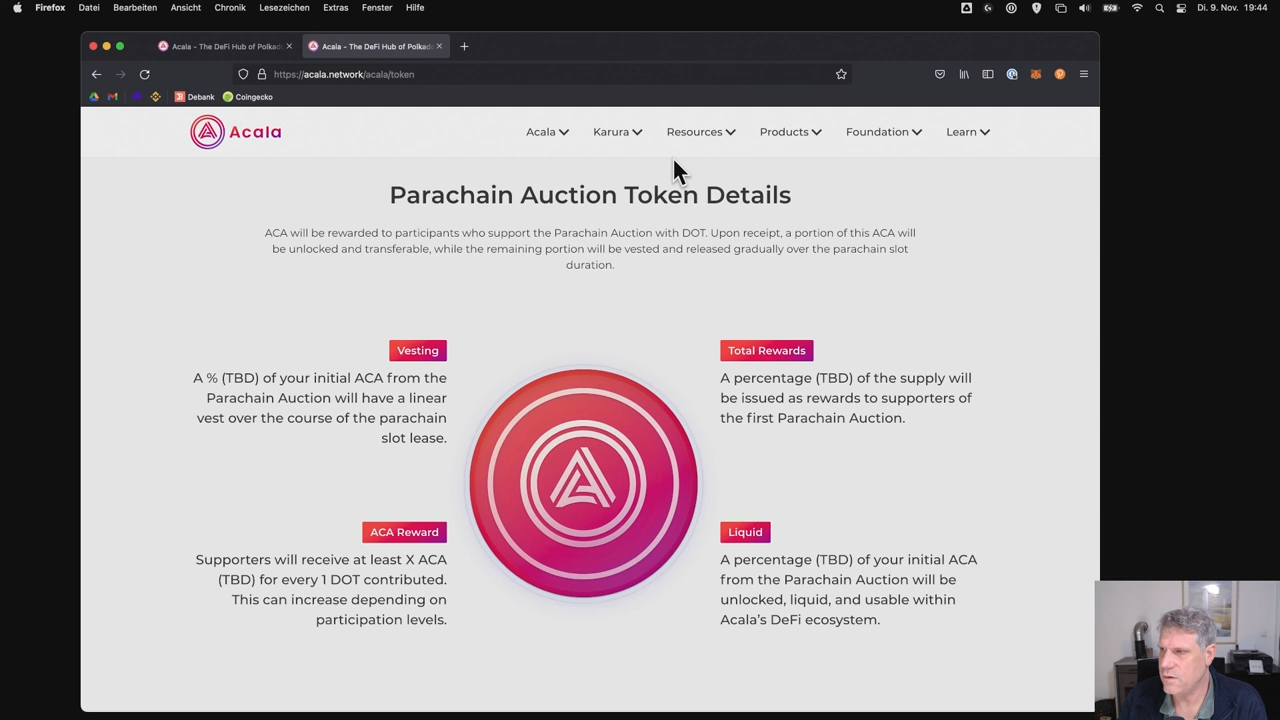 Firefox Datei Bearbeiten Ansicht Chronik Lesezeichen Extras Fenster Hilfe Di. 9. Nov. 19:44
Acala - The DeFi Hub of Polkad Acala - The DeFi Hub of Polkad
https://acala.network/acala/token
Debank Coingecko
Acala Acala Karura Resources Products Foundation Learn
Parachain Auction Token Details
ACA will be rewarded to participants who support the Parachain Auction with DOT. Upon receipt, a portion of this ACA will
be unlocked and transferable, while the remaining portion will be vested and released gradually over the parachain slot
duration.
Vesting
A % (TBD) of your initial ACA from the
Parachain Auction will have a linear
vest over the course of the parachain
slot lease.
Total Rewards
A percentage (TBD) of the supply will
be issued as rewards to supporters of
the first Parachain Auction.
ACA Reward
Supporters will receive at least X ACA
(TBD) for every 1 DOT contributed.
This can increase depending on
participation levels.
Liquid
A percentage (TBD) of your initial ACA
from the Parachain Auction will be
unlocked, liquid, and usable within
Acala's DeFi ecosystem.